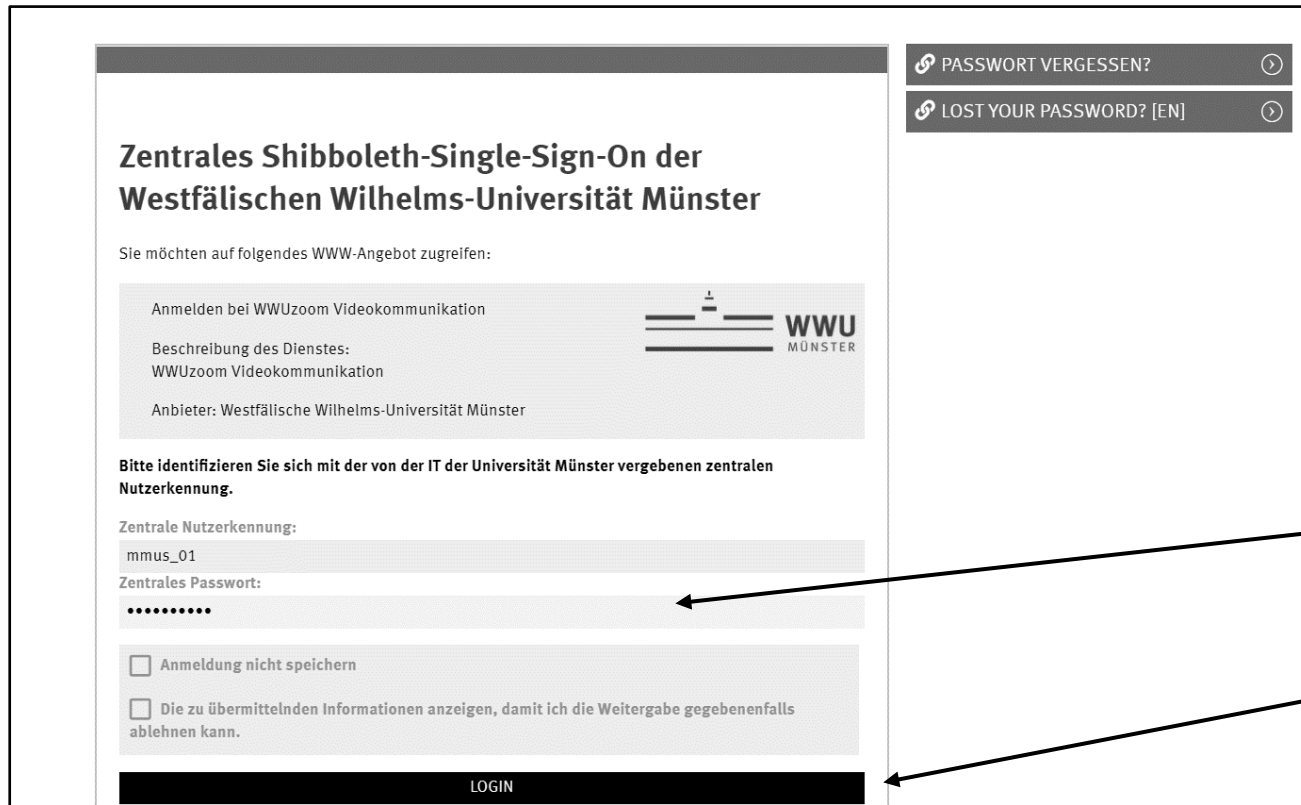 PASSWORT VERGESSEN?
LOST YOUR PASSWORD? [EN]
Zentrales Shibboleth-Single-Sign-On der
Westfälischen Wilhelms-Universität Münster
Sie möchten auf folgendes WWW-Angebot zugreifen:
Anmelden bei WWUzoom Videokommunikation
WWU
MÜNSTER
Beschreibung des Dienstes:
WWUzoom Videokommunikation
Anbieter: Westfälische Wilhelms-Universität Münster
Bitte identifizieren Sie sich mit der von der IT der Universität Münster vergebenen zentralen
Nutzerkennung.
Zentrale Nutzerkennung:
mmus_01
Zentrales Passwort:
••••••••••
Anmeldung nicht speichern
Die zu übermittelnden Informationen anzeigen, damit ich die Weitergabe gegebenenfalls
ablehnen kann.
LOGIN